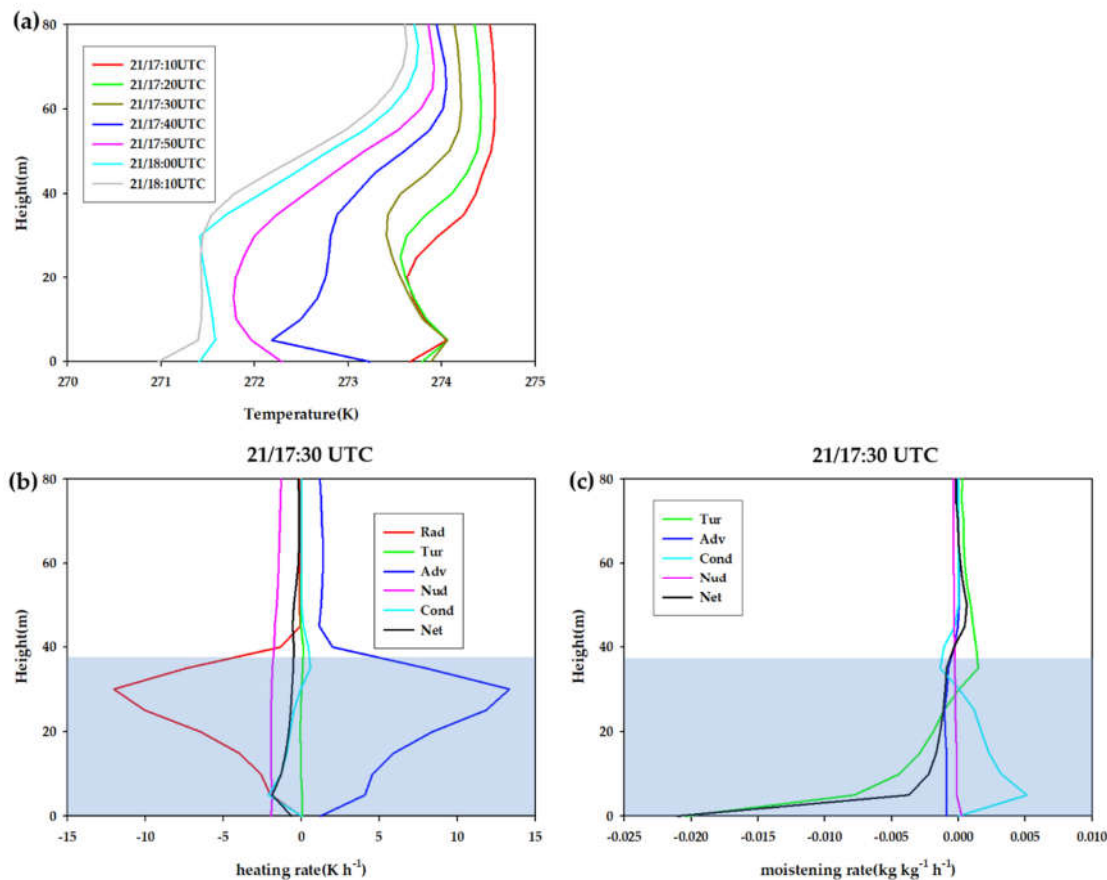 (a)
80
60
40
20
0
Height(m)
21/17:10UTC
21/17:20UTC
21/17:30UTC
21/17:40UTC
21/17:50UTC
21/18:00UTC
21/18:10UTC
270 271 272 273 274 275
Temperature(K)
21/17:30 UTC
(b)
80
60
40
20
0
Height(m)
Rad
Tur
Adv
Nud
Cond
Net
-15 -10 -5 0 5 10 15
heating rate(K h⁻¹)
21/17:30 UTC
(c)
80
60
40
20
0
Height(m)
Tur
Adv
Cond
Nud
Net
-0.025 -0.020 -0.015 -0.010 -0.005 0.000 0.005 0.010
moistening rate(kg kg⁻¹ h⁻¹)